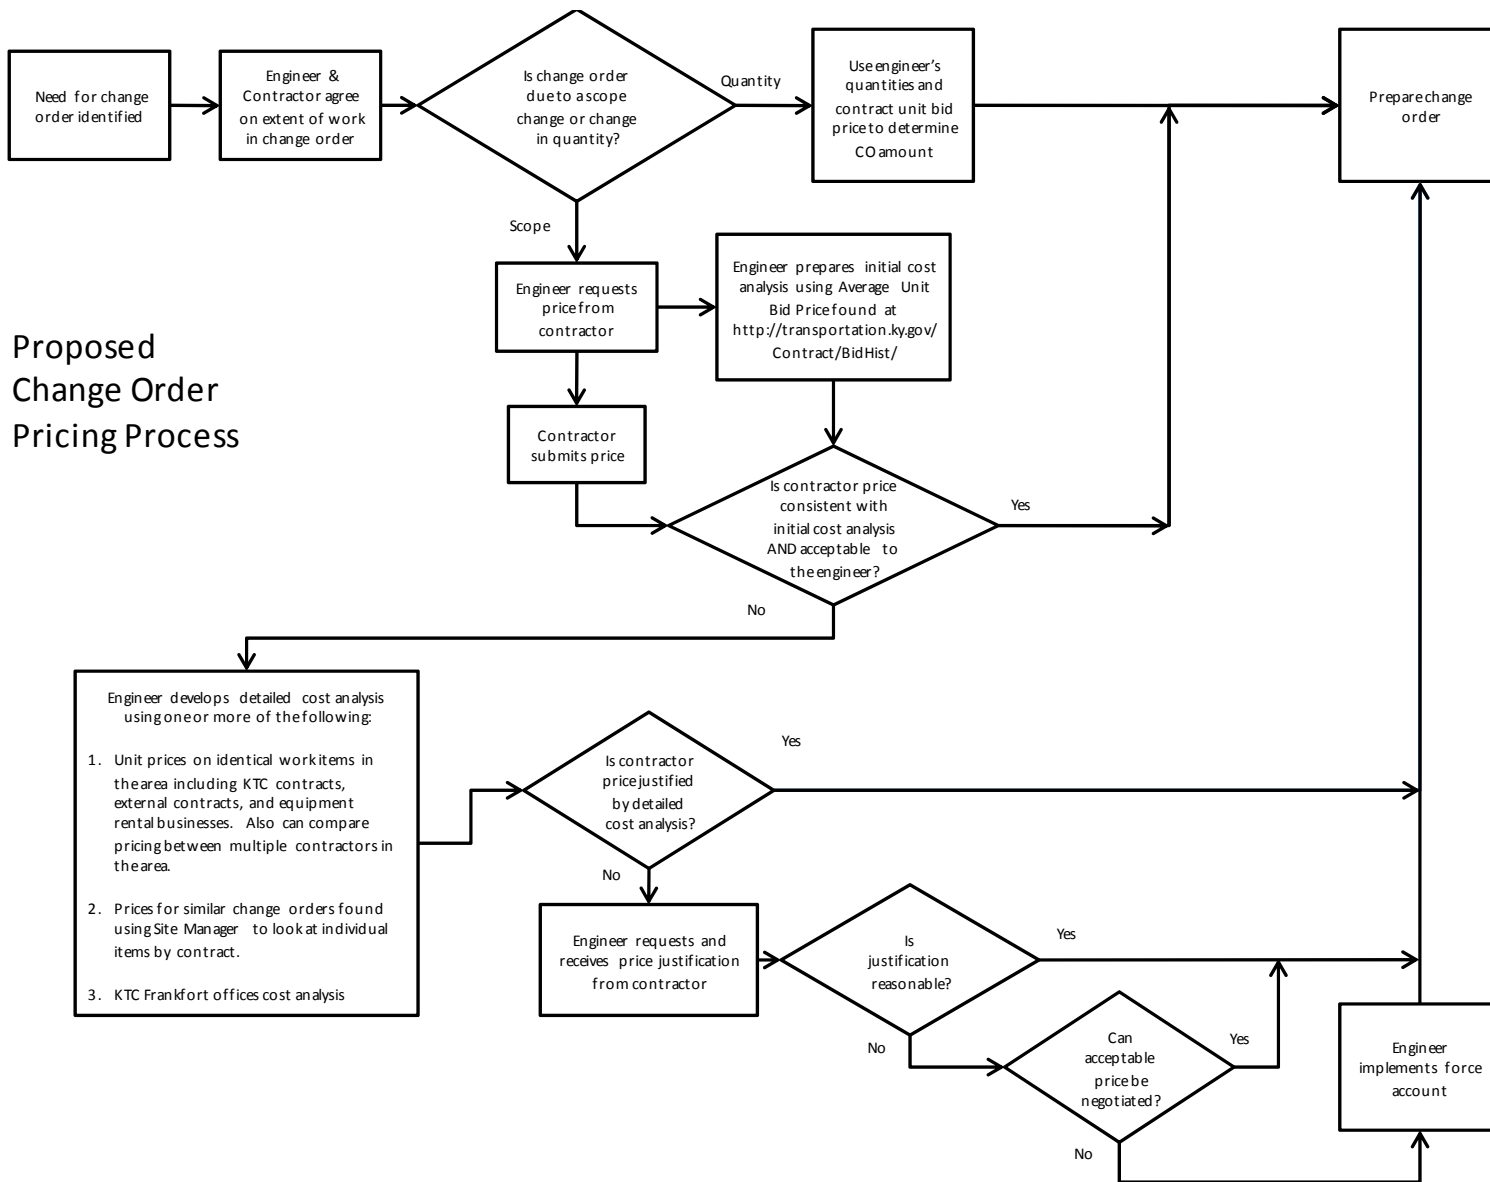 Need for change
order identified
Engineer &
Contractor agree
on extent of work
in change order
Is change order
due to a scope
change or change
in quantity?
Quantity
Use engineer's
quantities and
contract unit bid
price to determine
CO amount
Prepare change
order
Scope
Engineer requests
price from
contractor
Engineer prepares initial cost
analysis using Average Unit
Bid Price found at
http://transportation.ky.gov/
Contract/BidHist/
Proposed
Change Order
Pricing Process
Contractor
submits price
Is contractor price
consistent with
initial cost analysis
AND acceptable to
the engineer?
Yes
No
Engineer develops detailed cost analysis
using one or more of the following:
1. Unit prices on identical work items in
the area including KTC contracts,
external contracts, and equipment
rental businesses. Also can compare
pricing between multiple contractors in
the area.
2. Prices for similar change orders found
using Site Manager to look at individual
items by contract.
3. KTC Frankfort offices cost analysis
Is contractor
price justified
by detailed
cost analysis?
Yes
No
Engineer requests and
receives price justification
from contractor
Is
justification
reasonable?
Yes
No
Can
acceptable
price be
negotiated?
Yes
No
Engineer
implements force
account